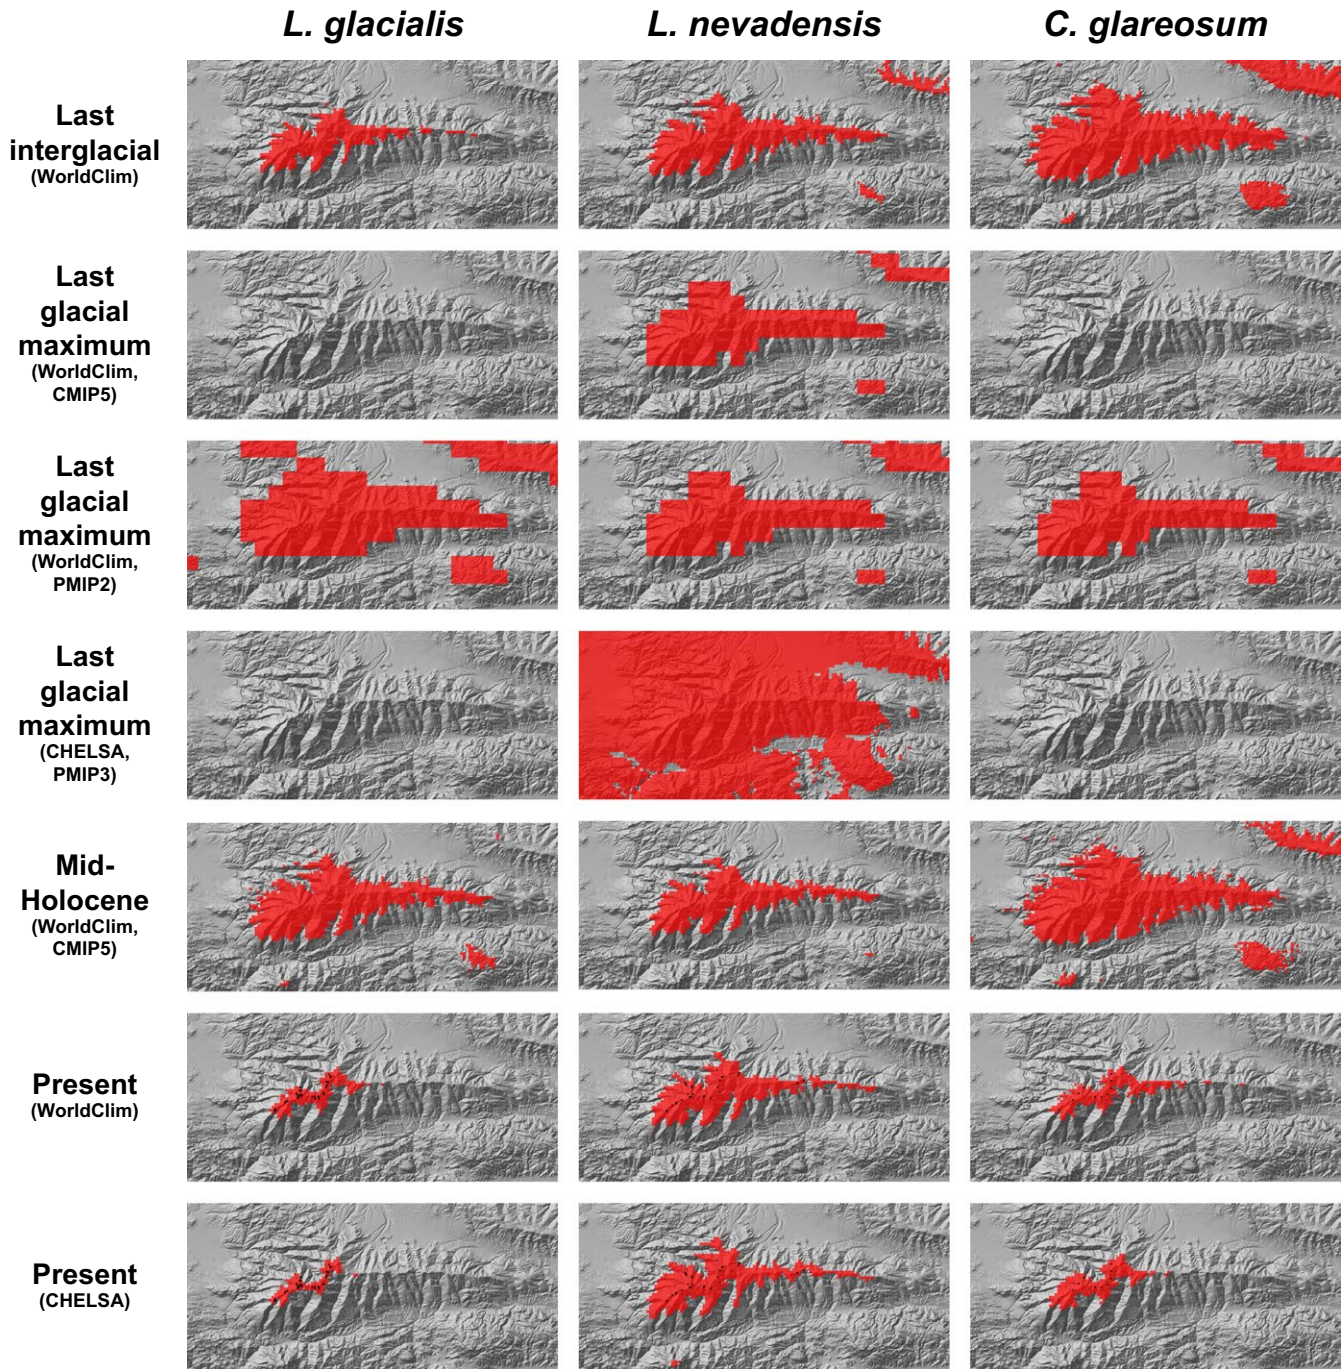 L. glacialis L. nevadensis C. glareosum
Last
interglacial
(WorldClim)
Last
glacial
maximum
(WorldClim,
CMIP5)
Last
glacial
maximum
(WorldClim,
PMIP2)
Last
glacial
maximum
(CHELSA,
PMIP3)
Mid-
Holocene
(WorldClim,
CMIP5)
Present
(WorldClim)
Present
(CHELSA)